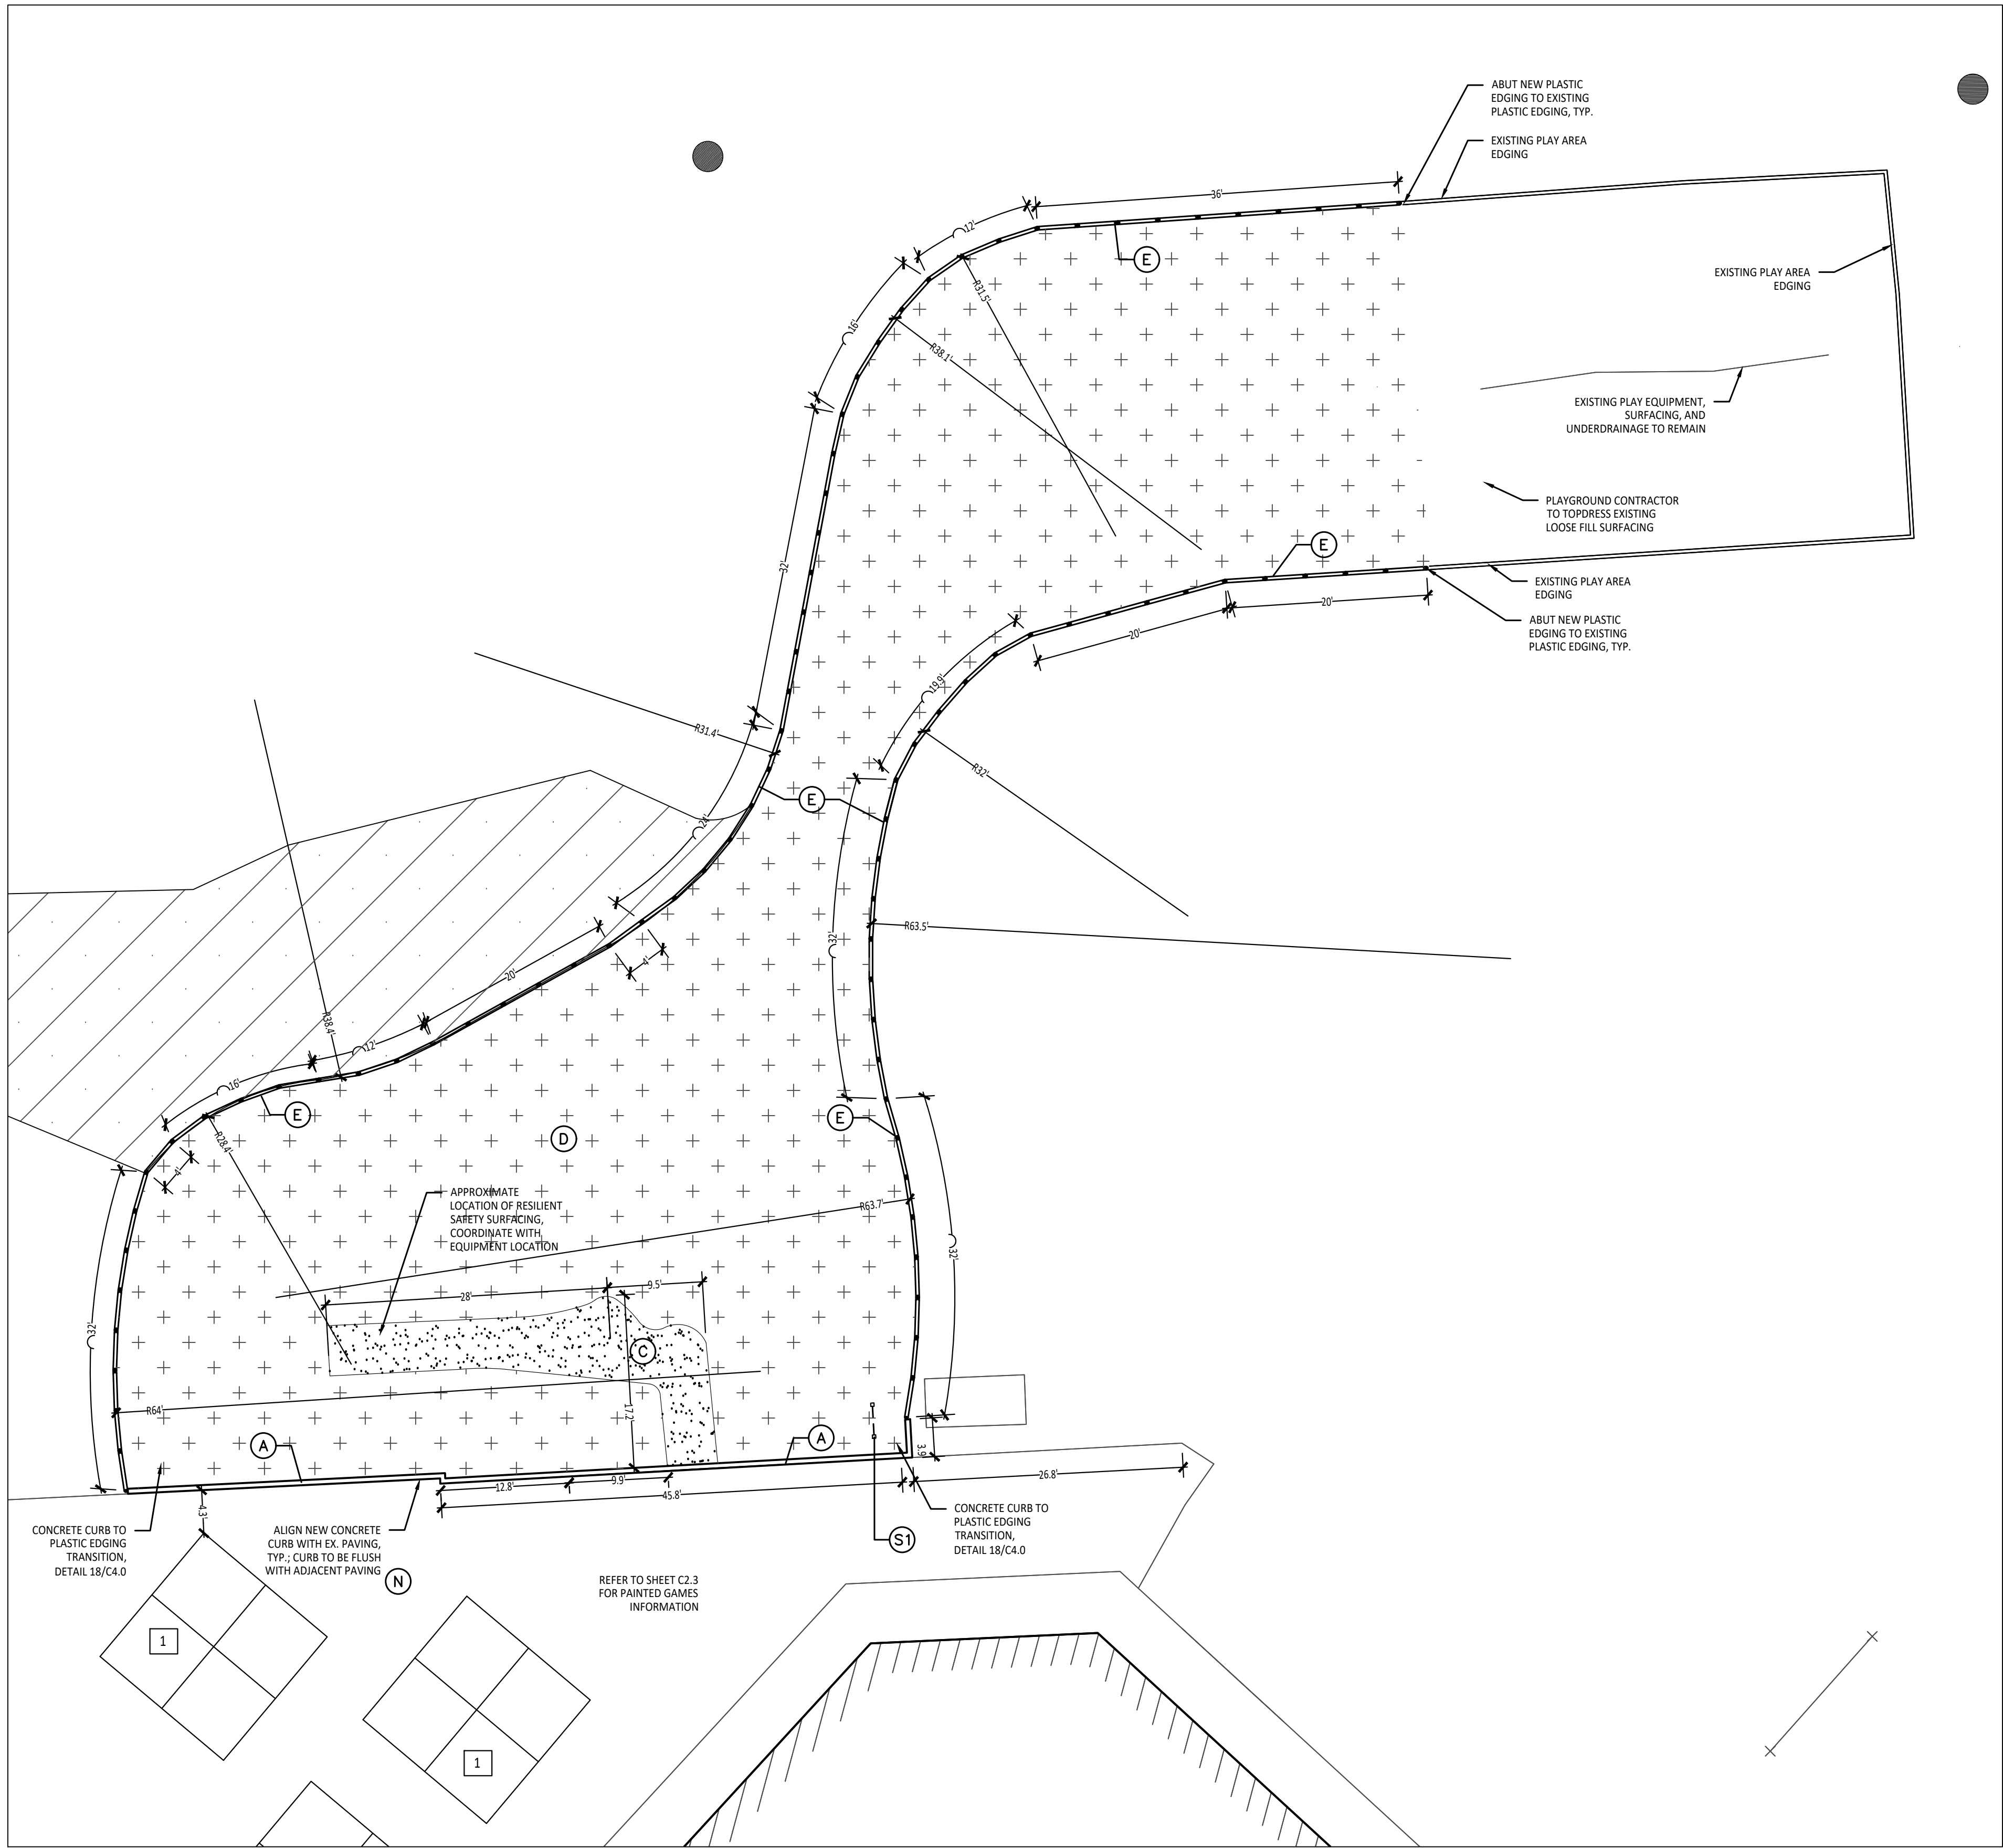 ABUT NEW PLASTIC
EDGING TO EXISTING
PLASTIC EDGING, TYP.
EXISTING PLAY AREA
EDGING
36'
12'
E
EXISTING PLAY AREA
EDGING
R31.5'
16'
R38.1'
EXISTING PLAY EQUIPMENT,
SURFACING, AND
UNDERDRAINAGE TO REMAIN
PLAYGROUND CONTRACTOR
TO TOPDRESS EXISTING
LOOSE FILL SURFACING
E
32'
EXISTING PLAY AREA
EDGING
20'
ABUT NEW PLASTIC
EDGING TO EXISTING
PLASTIC EDGING, TYP.
20'
19.9'
R31.4'
R32'
E
24'
R63.5'
32'
4'
20'
R38.4'
12'
16'
E
E
D
R28.4'
4'
APPROXIMATE
LOCATION OF RESILIENT
SAFETY SURFACING,
COORDINATE WITH
EQUIPMENT LOCATION
R63.7'
32'
9.5'
28'
32'
C
R64'
17.2'
A
A
3.9'
26.8'
9.9'
12.8'
45.8'
4.3'
CONCRETE CURB TO
PLASTIC EDGING
TRANSITION,
DETAIL 18/C4.0
ALIGN NEW CONCRETE
CURB WITH EX. PAVING,
TYP.; CURB TO BE FLUSH
WITH ADJACENT PAVING
N
CONCRETE CURB TO
PLASTIC EDGING
TRANSITION,
DETAIL 18/C4.0
S1
REFER TO SHEET C2.3
FOR PAINTED GAMES
INFORMATION
1
1